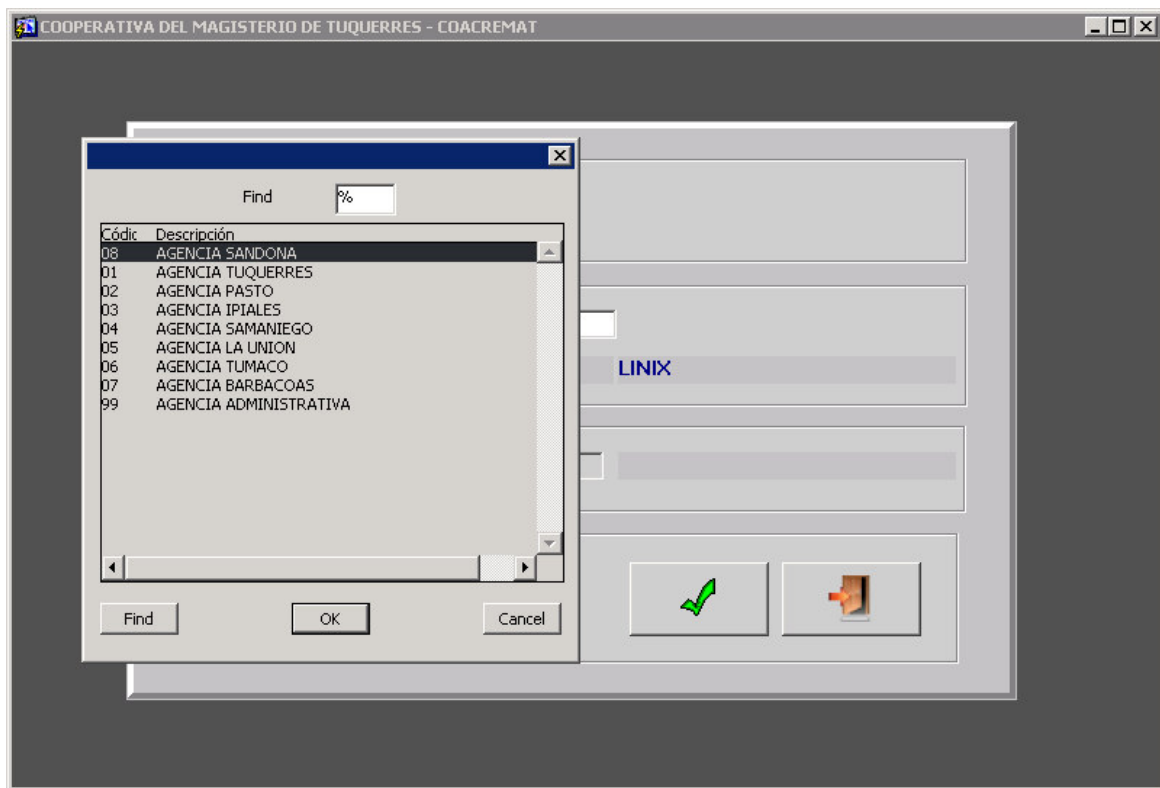 COOPERATIVA DEL MAGISTERIO DE TUQUERRES - COACREMAT
Find %
Códic Descripción
08 AGENCIA SANDONA
01 AGENCIA TUQUERRES
02 AGENCIA PASTO
03 AGENCIA IPIALES
04 AGENCIA SAMANIEGO
05 AGENCIA LA UNION
06 AGENCIA TUMACO
07 AGENCIA BARBACOAS
99 AGENCIA ADMINISTRATIVA
LINIX
Find OK Cancel